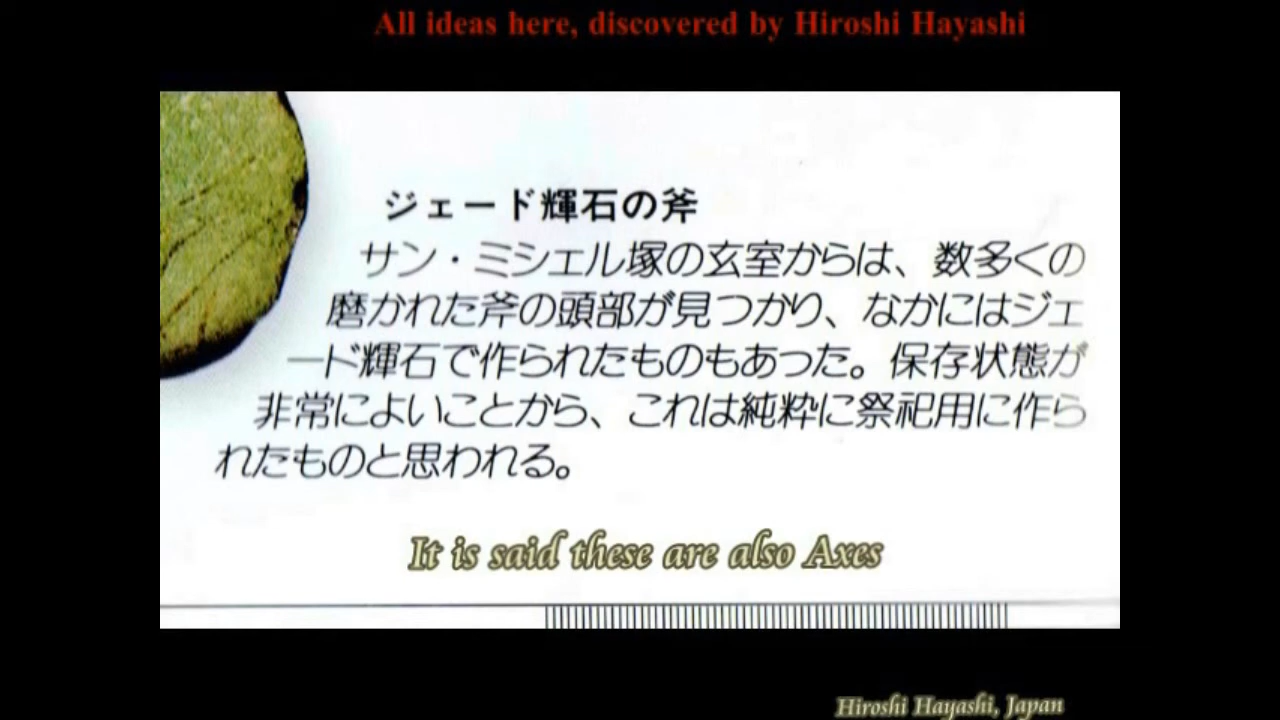 All ideas here, discovered by Hiroshi Hayashi
ジェード輝石の斧
サン・ミシェル塚の玄室からは、数多くの
磨かれた斧の頭部が見つかり、なかにはジェ
ード輝石で作られたものもあった。保存状態が
非常によいことから、これは純粋に祭祀用に作ら
れたものと思われる。
It is said these are also Axes
Hiroshi Hayashi, Japan